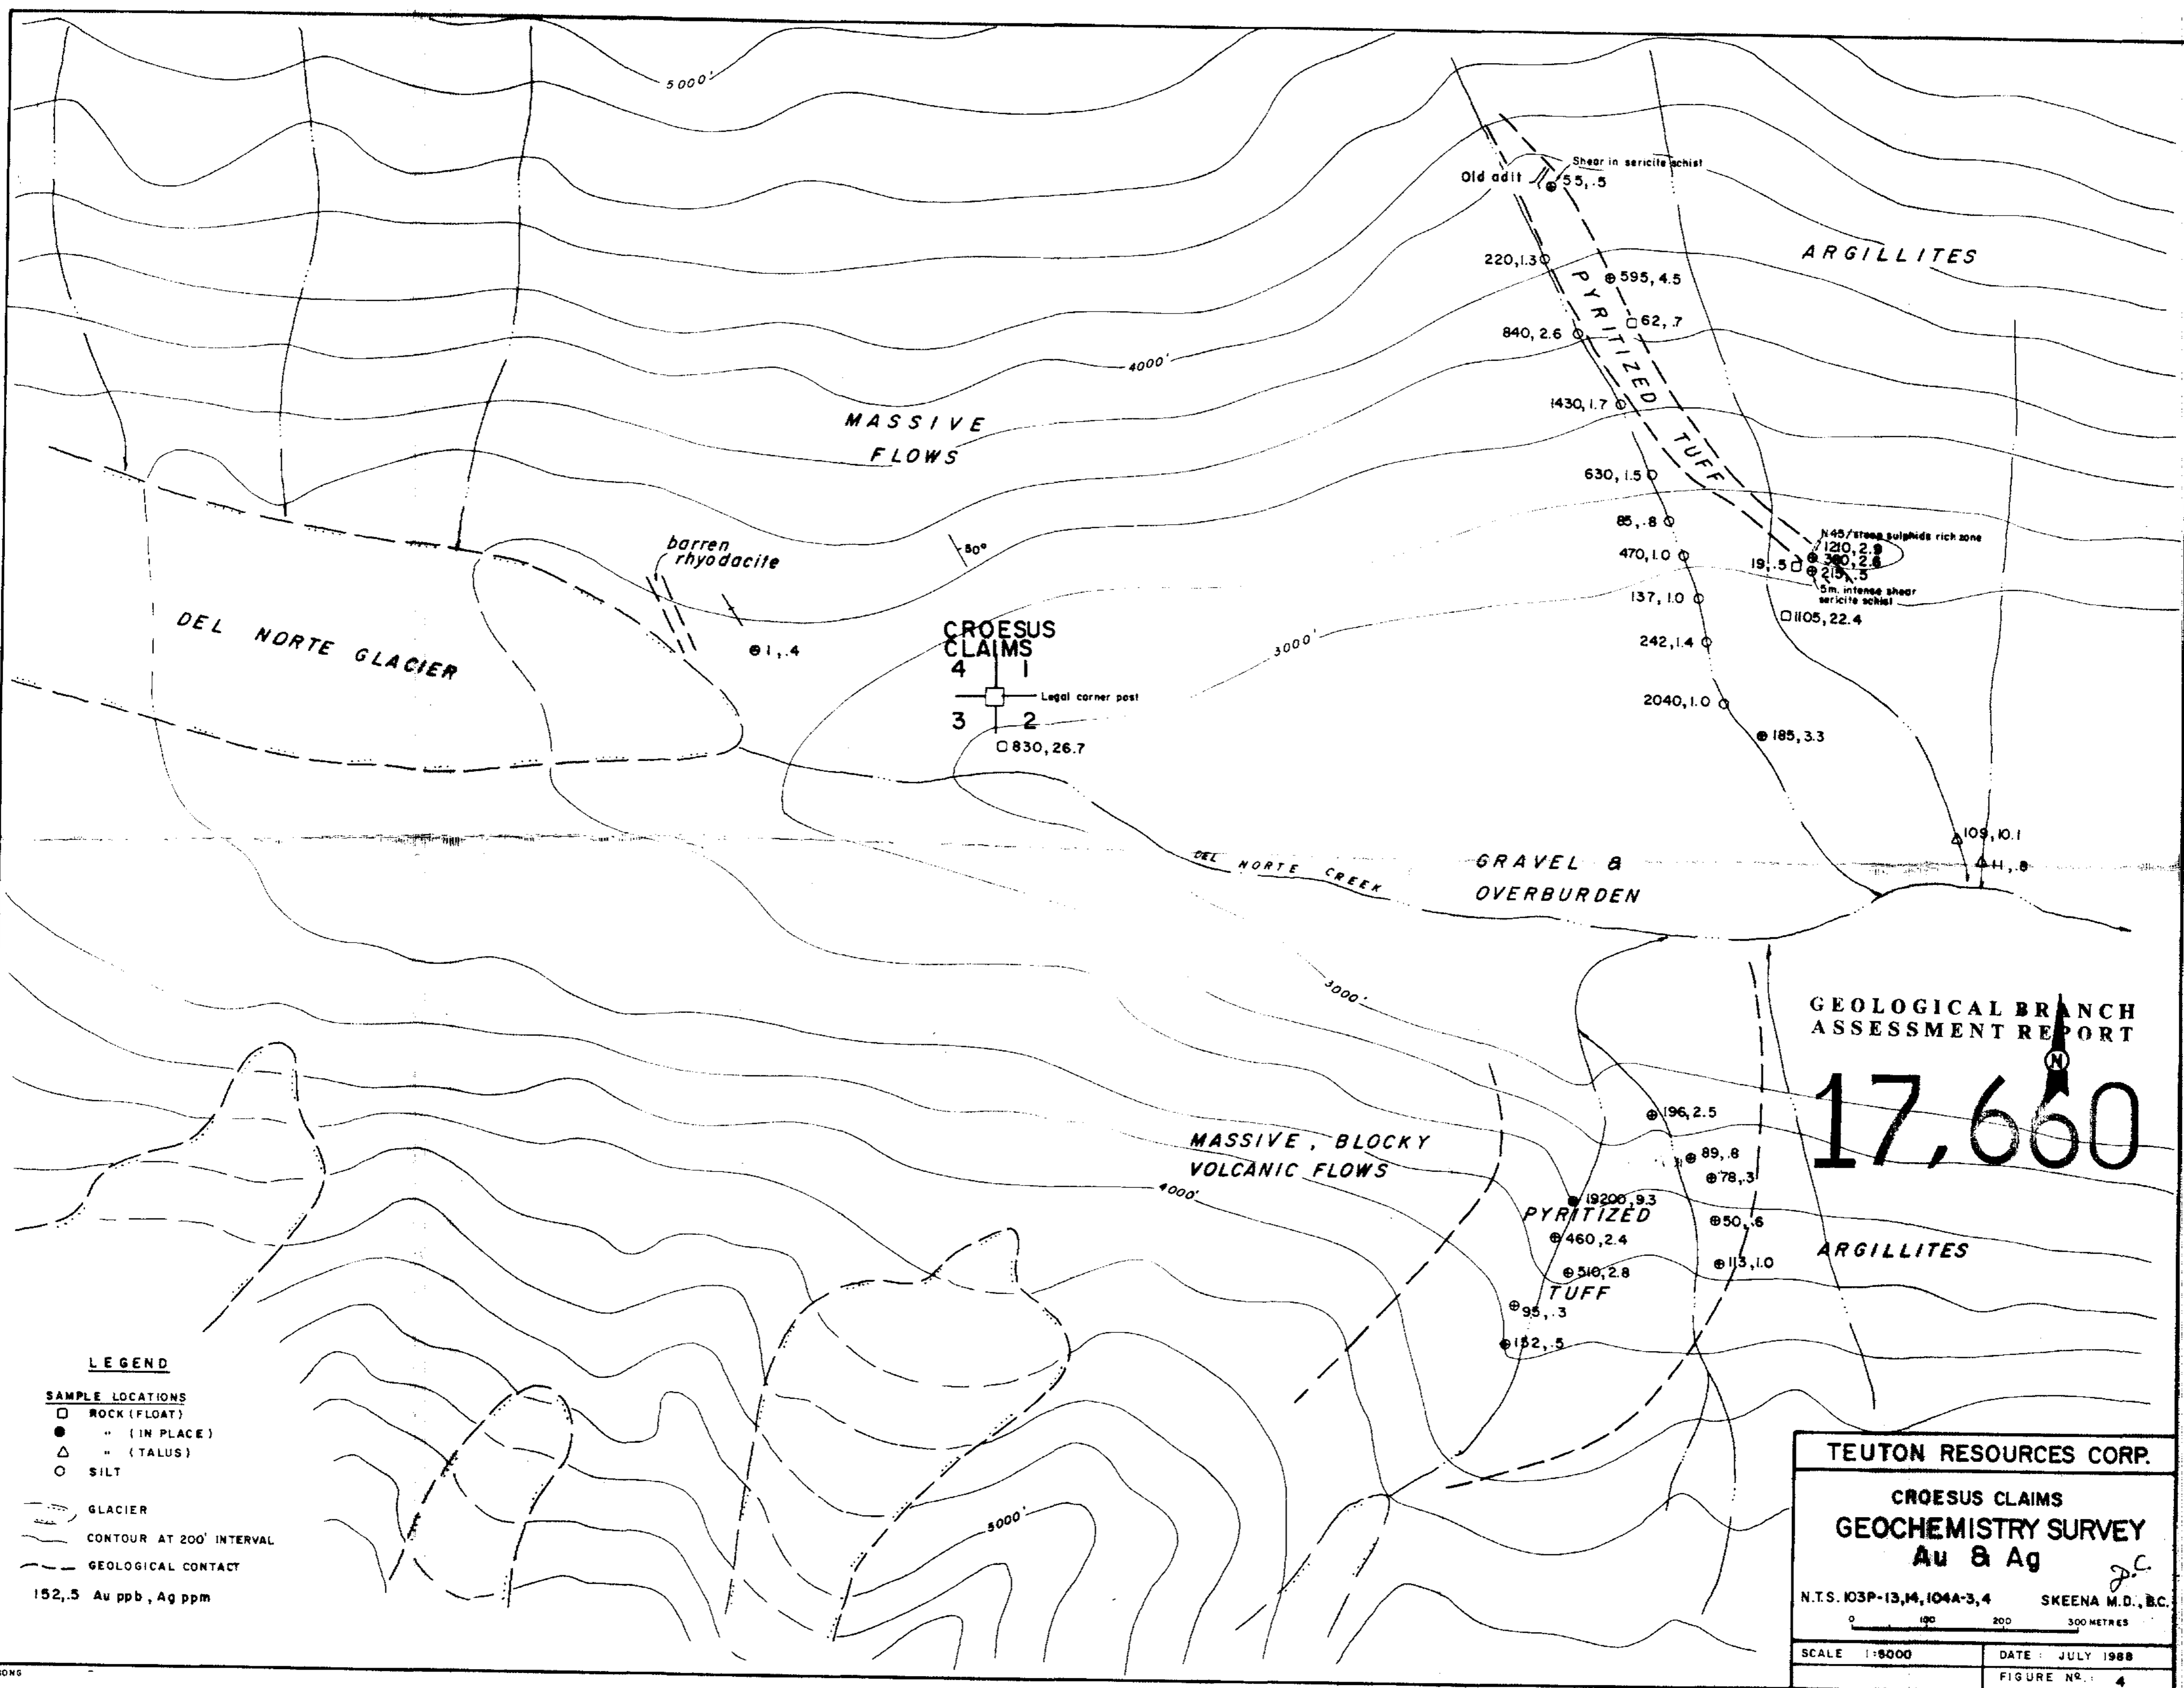 5000'
Shear in sericite schist
Old adit
55,.5
ARGILLITES
220,1.3
595,4.5
PYRITIZED TUFF
62,.7
840,2.6
4000'
1430,1.7
MASSIVE
FLOWS
630,1.5
85,.8
N45/steep sulphide rich zone
1210,2.9
470,1.0
19,.5
215,.5
5m. intense shear
sericite schist
barren
rhyodacite
50°
137,1.0
1105,22.4
DEL NORTE GLACIER
1,.4
CROESUS
CLAIMS
4 1
Legal corner post
3 2
3000'
242,1.4
2040,1.0
830,26.7
185,3.3
109,10.1
11,.8
DEL NORTE CREEK
GRAVEL &
OVERBURDEN
3000'
GEOLOGICAL BRANCH
ASSESSMENT REPORT
N
17,660
196,2.5
MASSIVE, BLOCKY
VOLCANIC FLOWS
89,.8
78,.3
4000'
19200,9.3
PYRITIZED
50,.6
460,2.4
ARGILLITES
113,1.0
510,2.8
TUFF
95,.3
152,.5
5000'
LEGEND
SAMPLE LOCATIONS
ROCK (FLOAT)
" (IN PLACE)
" (TALUS)
SILT
GLACIER
CONTOUR AT 200' INTERVAL
GEOLOGICAL CONTACT
152,.5 Au ppb, Ag ppm
TEUTON RESOURCES CORP.
CROESUS CLAIMS
GEOCHEMISTRY SURVEY
Au & Ag
N.T.S. 103P-13,14,104A-3,4 SKEENA M.D., B.C.
0 100 200 300 METRES
SCALE 1:5000
DATE: JULY 1988
FIGURE Nº.: 4